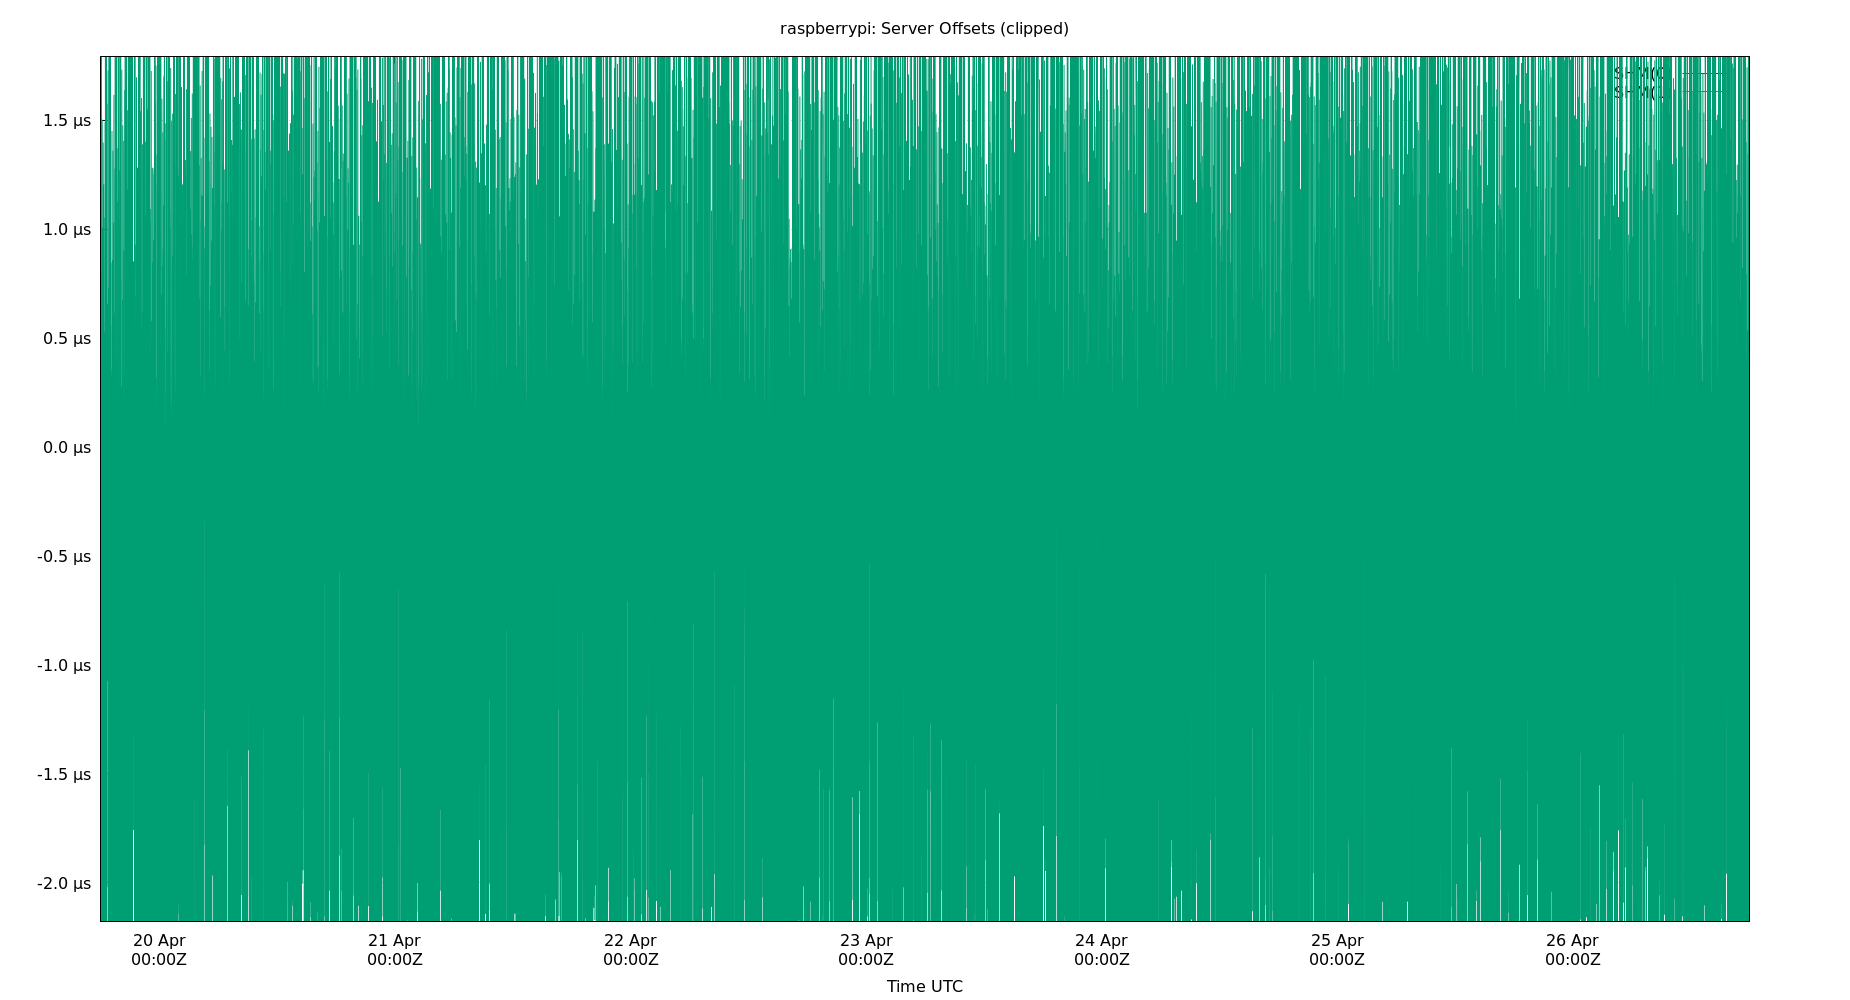 raspberrypi: Server Offsets (clipped)
SHM(0
SHM(
1.5 µs
1.0 µs
0.5 µs
0.0 µs
-0.5 µs
-1.0 µs
-1.5 µs
-2.0 µs
20 Apr 21 Apr 22 Apr 23 Apr 24 Apr 25 Apr 26 Apr
00:00Z 00:00Z 00:00Z 00:00Z 00:00Z 00:00Z 00:00Z
Time UTC